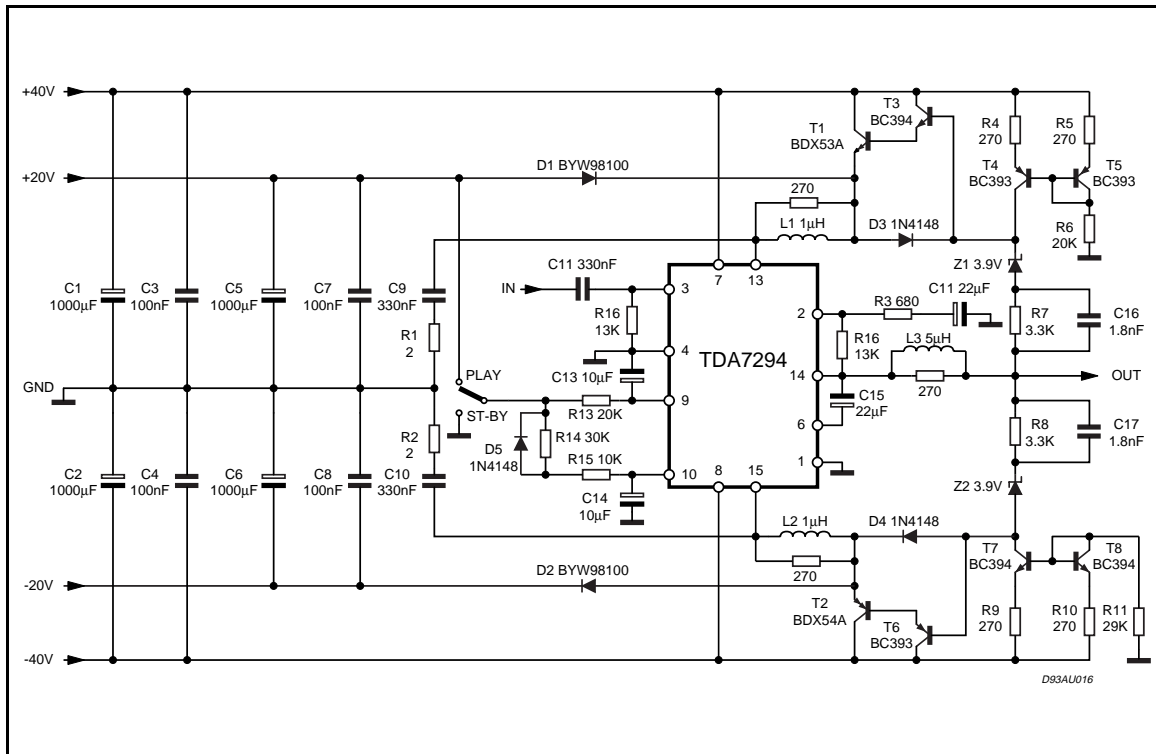 +40V
T3
BC394
T1
BDX53A
R4
270
R5
270
+20V
D1 BYW98100
T4
BC393
T5
BC393
270
L1 1µH
D3 1N4148
R6
20K
C1
1000µF
C3
100nF
C5
1000µF
C7
100nF
C9
330nF
R1
2
C11 330nF
IN
3
7
13
Z1 3.9V
R16
13K
2
R3 680
C11 22µF
R7
3.3K
C16
1.8nF
4
TDA7294
R16
13K
L3 5µH
GND
PLAY
ST-BY
C13 10µF
14
270
OUT
R13 20K
9
C15
22µF
6
R2
2
D5
1N4148
R14 30K
R15 10K
10
8
15
1
R8
3.3K
C17
1.8nF
C2
1000µF
C4
100nF
C6
1000µF
C8
100nF
C10
330nF
C14
10µF
Z2 3.9V
L2 1µH
D4 1N4148
270
T7
BC394
T8
BC394
-20V
D2 BYW98100
T2
BDX54A
T6
BC393
R9
270
R10
270
R11
29K
-40V
D93AU016